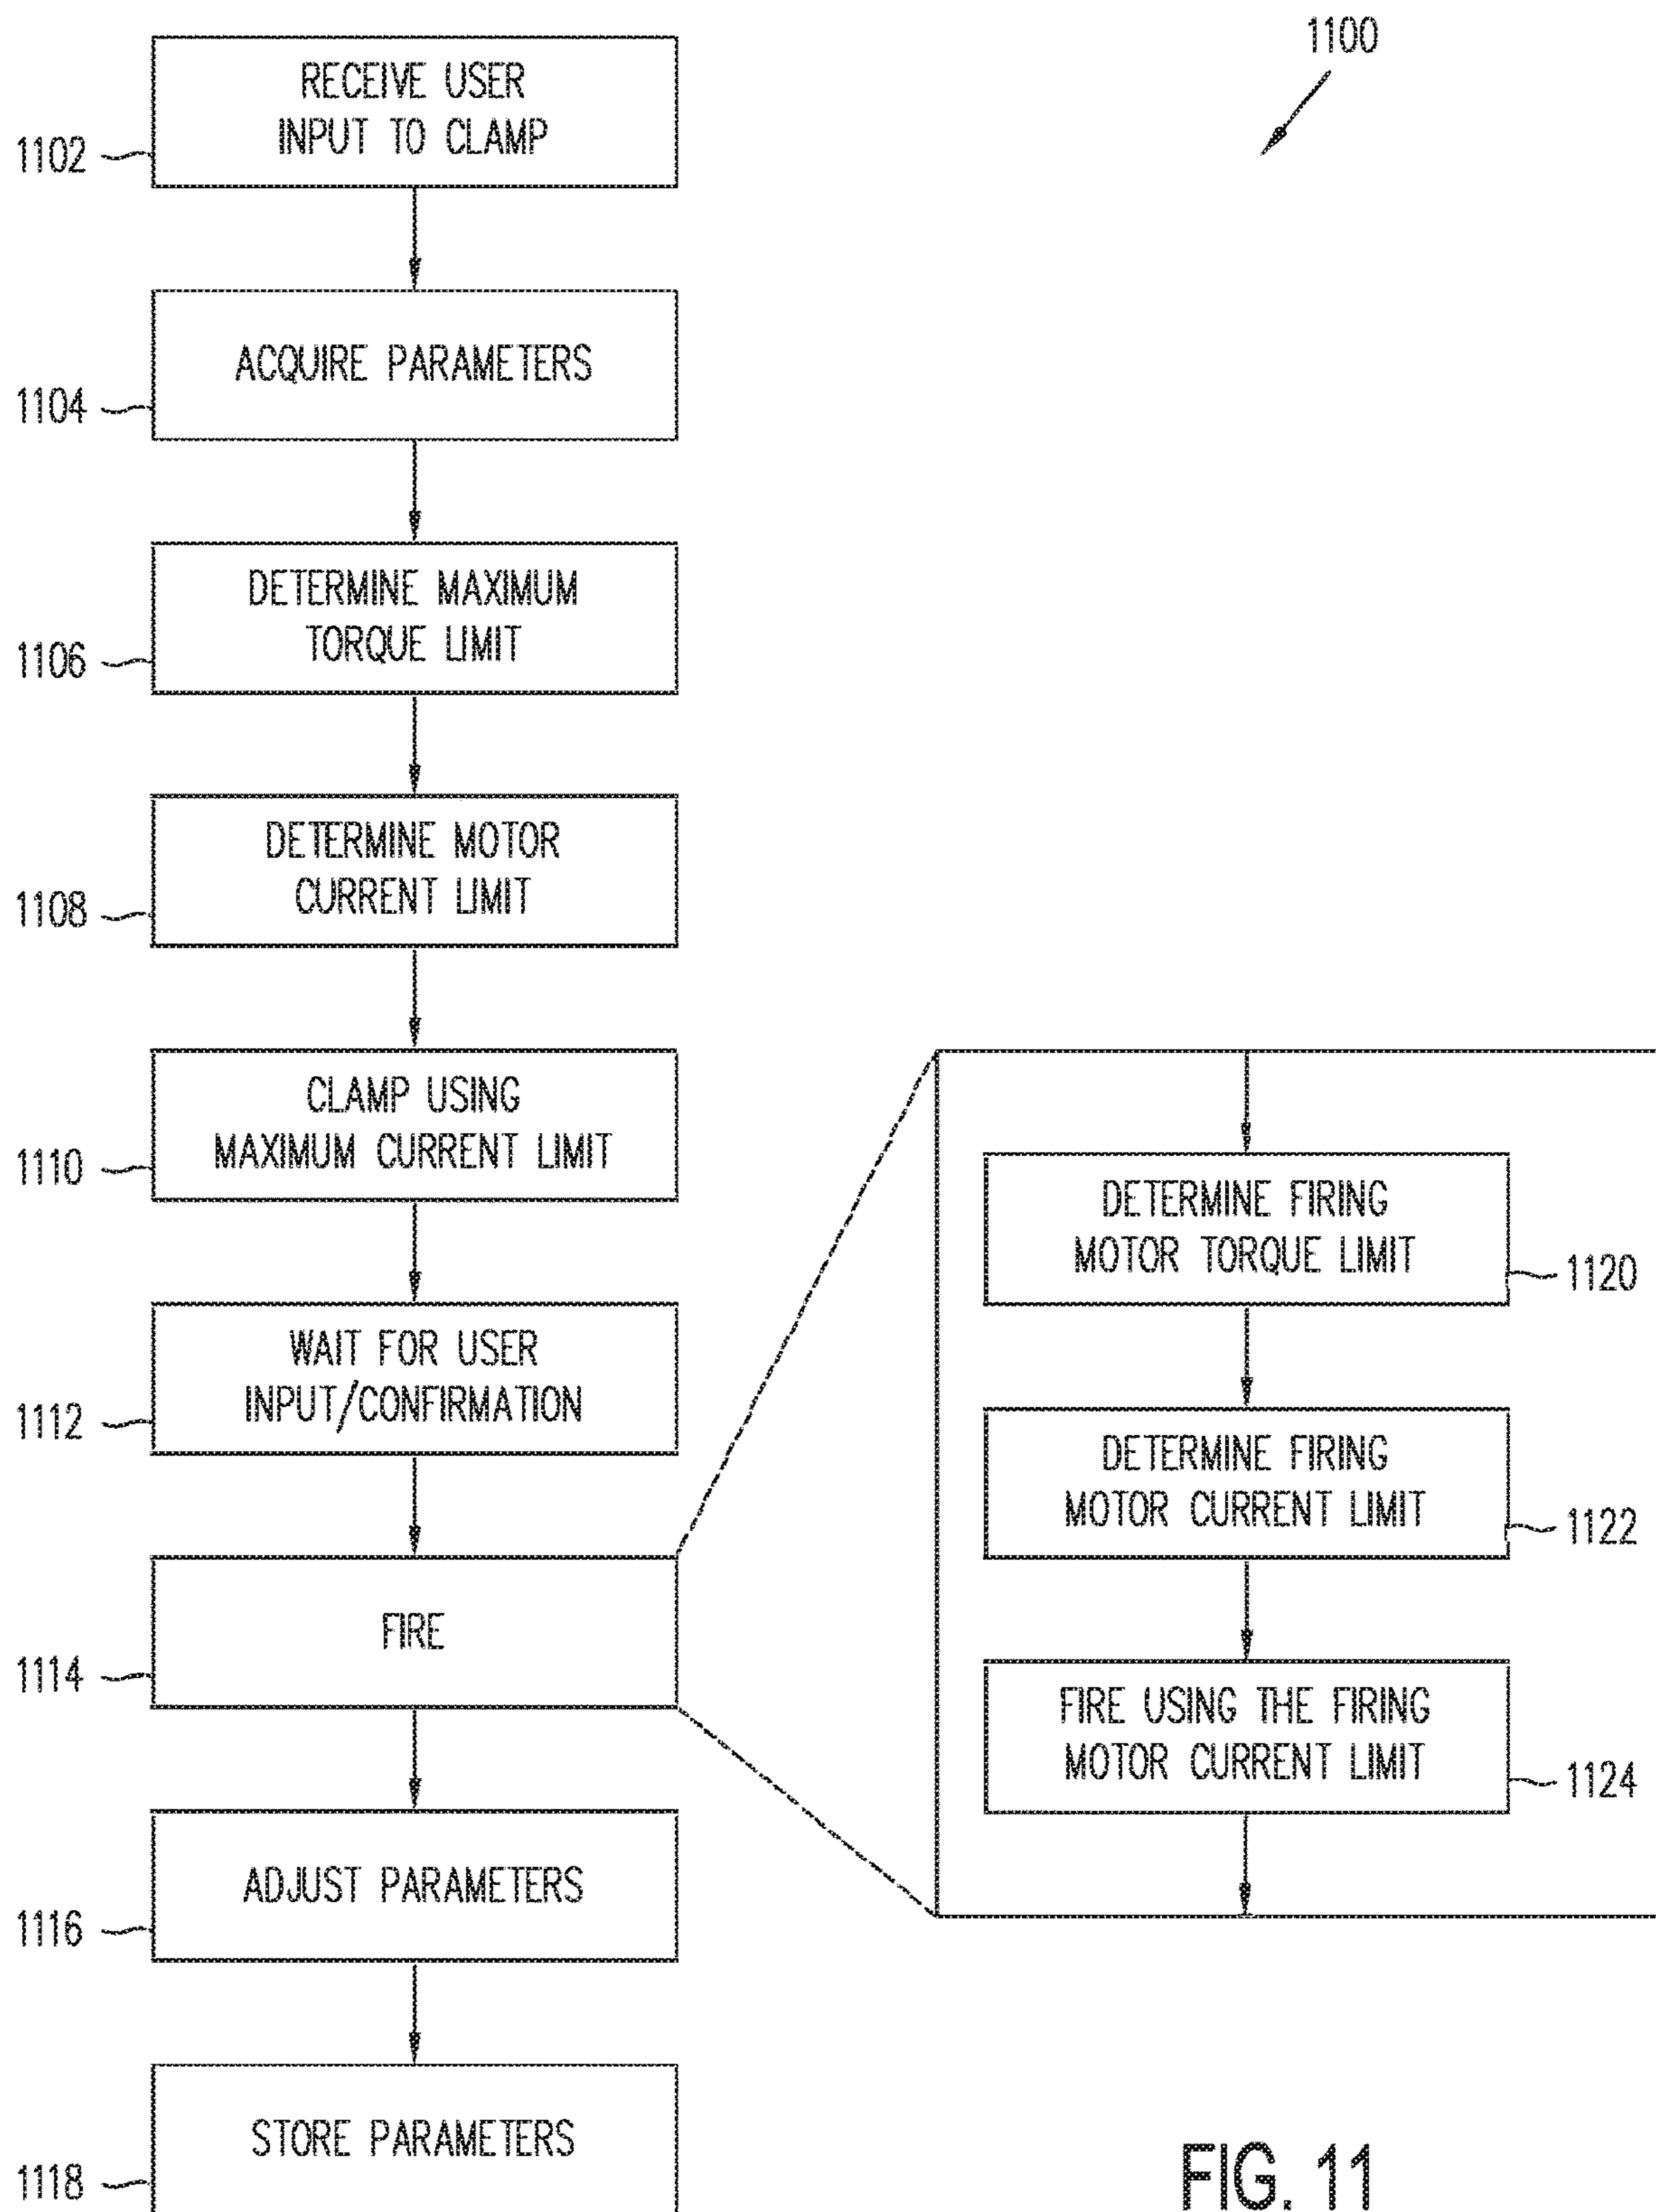 1100
RECEIVE USER
INPUT TO CLAMP
1102
ACQUIRE PARAMETERS
1104
DETERMINE MAXIMUM
TORQUE LIMIT
1106
DETERMINE MOTOR
CURRENT LIMIT
1108
CLAMP USING
MAXIMUM CURRENT LIMIT
1110
WAIT FOR USER
INPUT/CONFIRMATION
1112
FIRE
1114
ADJUST PARAMETERS
1116
STORE PARAMETERS
1118
DETERMINE FIRING
MOTOR TORQUE LIMIT
1120
DETERMINE FIRING
MOTOR CURRENT LIMIT
1122
FIRE USING THE FIRING
MOTOR CURRENT LIMIT
1124
FIG. 11